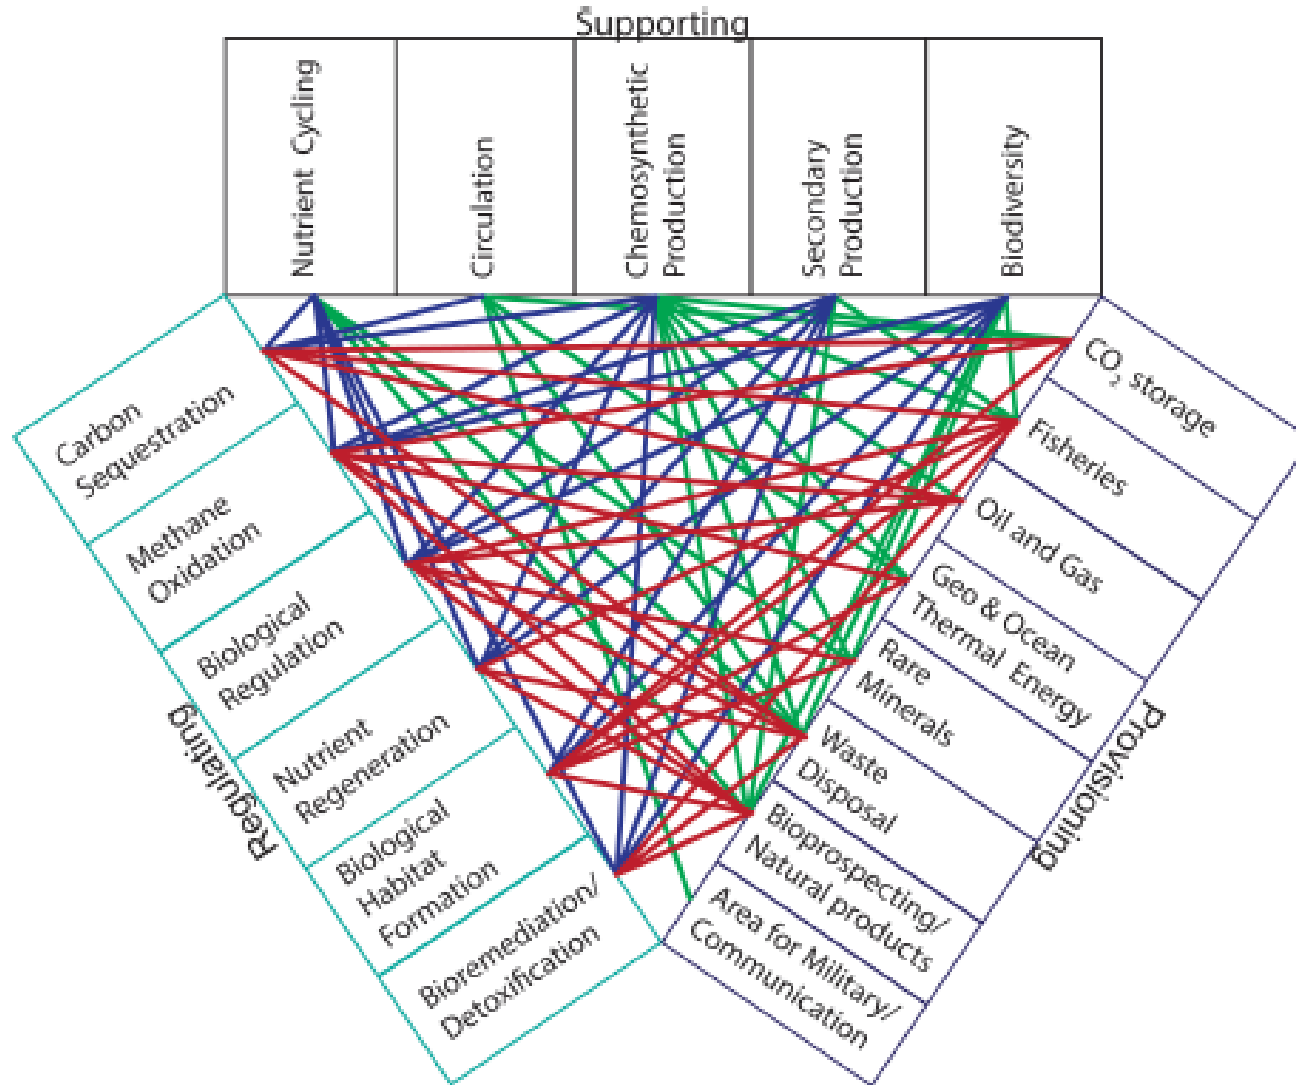 Supporting
Nutrient Cycling
Circulation
Chemosynthetic
Production
Secondary
Production
Biodiversity
Carbon
Sequestration
Methane
Oxidation
Biological
Regulation
Nutrient
Regeneration
Biological
Habitat
Formation
Bioremediation/
Detoxification
Regulating
CO₂ storage
Fisheries
Oil and Gas
Geo & Ocean
Thermal Energy
Rare
Minerals
Waste
Disposal
Bioprospecting/
Natural products
Area for Military/
Communication
Provisioning